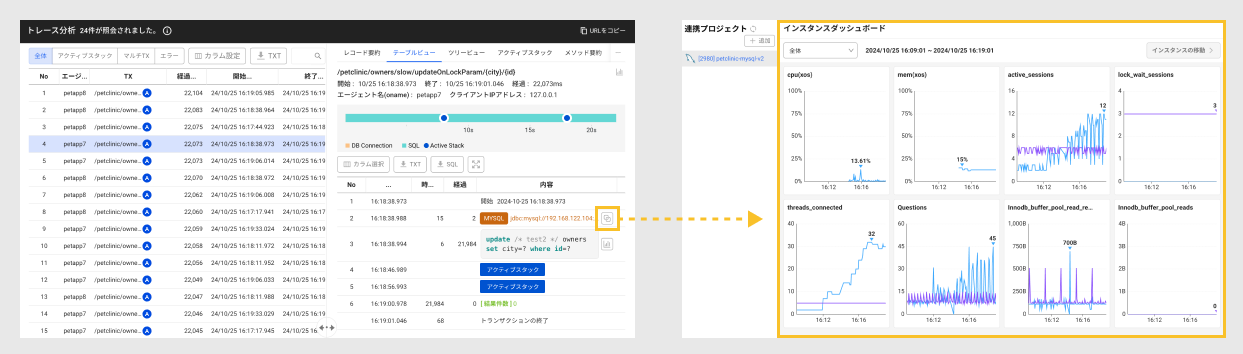 トレース分析 24件が照会されました。
URLをコピー
全体 アクティブスタック マルチTX エラー カラム設定 TXT
No エージ... TX 経過... 開始... 終了...
1 petapp8 /petclinic/owne... A 22,104 24/10/25 16:19:05.985 24/10/25 16:19
2 petapp8 /petclinic/owne... A 22,083 24/10/25 16:18:38.964 24/10/25 16:19
3 petapp8 /petclinic/owne... A 22,075 24/10/25 16:17:44.923 24/10/25 16:18
4 petapp7 /petclinic/owne... A 22,073 24/10/25 16:18:38.973 24/10/25 16:19
5 petapp7 /petclinic/owne... A 22,073 24/10/25 16:19:06.014 24/10/25 16:19
6 petapp7 /petclinic/owne... A 22,070 24/10/25 16:18:38.972 24/10/25 16:19
7 petapp8 /petclinic/owne... A 22,062 24/10/25 16:19:06.008 24/10/25 16:19
8 petapp8 /petclinic/owne... A 22,060 24/10/25 16:17:17.941 24/10/25 16:17
9 petapp7 /petclinic/owne... A 22,059 24/10/25 16:19:33.024 24/10/25 16:19
10 petapp7 /petclinic/owne... A 22,058 24/10/25 16:18:11.972 24/10/25 16:18
11 petapp7 /petclinic/owne... A 22,056 24/10/25 16:18:11.952 24/10/25 16:18
12 petapp7 /petclinic/owne... A 22,049 24/10/25 16:19:06.033 24/10/25 16:19
13 petapp8 /petclinic/owne... A 22,047 24/10/25 16:18:11.988 24/10/25 16:18
14 petapp7 /petclinic/owne... A 22,046 24/10/25 16:19:33.029 24/10/25 16:19
15 petapp7 /petclinic/owne... A 22,045 24/10/25 16:17:17.945 24/10/25 16:
レコード要約 テーブルビュー ツリービュー アクティブスタック メソッド要約 ...
/petclinic/owners/slow/updateOnLockParam/{city}/{id}
開始 : 10/25 16:18:38.973 終了 : 10/25 16:19:01.046 経過 : 22,073ms
エージェント名(oname) : petapp7 クライアントIPアドレス : 127.0.0.1
10s 15s 20s
DB Connection SQL Active Stack
カラム選択 TXT SQL
No ... 時... 経過 内容
1 16:18:38.973 開始 2024-10-25 16:18:38.973
2 16:18:38.988 15 2 MYSQL jdbc:mysql://192.168.122.104:
3 16:18:38.994 6 21,984 update /* test2 */ owners
set city=? where id=?
4 16:18:46.989 アクティブスタック
5 16:18:56.993 アクティブスタック
6 16:19:00.978 21,984 0 [ 結果件数 ] 0
16:19:01.046 68 トランザクションの終了
連携プロジェクト
+ 追加
[2980] petclinic-mysql-v2
インスタンスダッシュボード
全体 2024/10/25 16:09:01 ~ 2024/10/25 16:19:01 インスタンスの移動
cpu(xos)
100%
75%
50%
25%
0%
13.61%
16:12 16:16
mem(xos)
100%
75%
50%
25%
0%
15%
16:12 16:16
active_sessions
16
12
8
4
0
12
16:12 16:16
lock_wait_sessions
4
3
2
1
0
3
16:12 16:16
threads_connected
40
30
20
10
0
32
16:12 16:16
Questions
60
45
30
15
0
45
16:12 16:16
Innodb_buffer_pool_read_re...
1,000B
750B
500B
250B
0
700B
16:12 16:16
Innodb_buffer_pool_reads
4B
3B
2B
1B
0
0
16:12 16:16